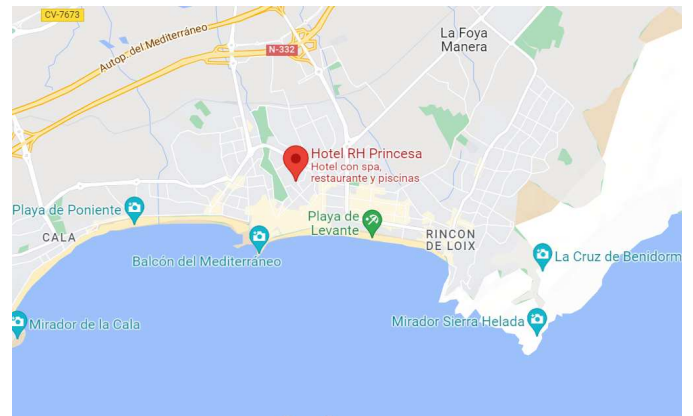 CV-7673
Autop. del Mediterráneo
N-332
La Foya
Manera
Hotel RH Princesa
Hotel con spa,
restaurante y piscinas
Playa de Poniente
CALA
Playa de
Levante
RINCON
DE LOIX
Balcón del Mediterráneo
La Cruz de Benidorm
Mirador de la Cala
Mirador Sierra Helada